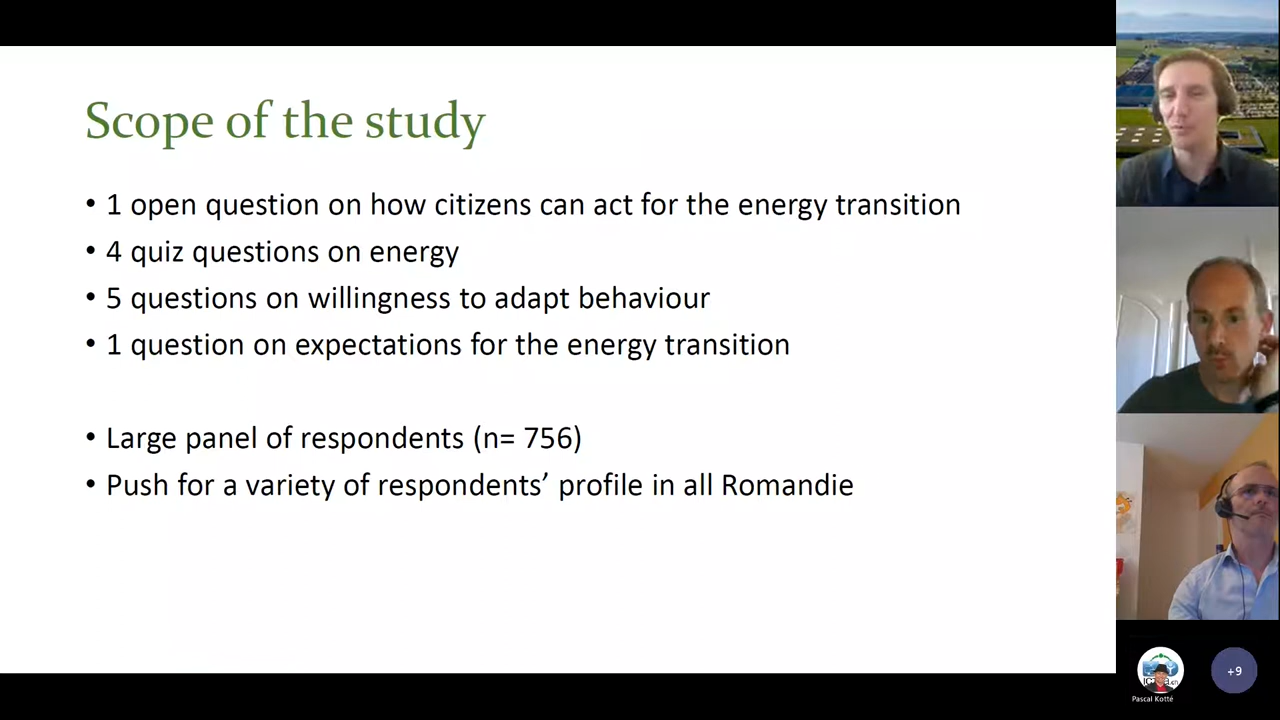 Scope of the study
• 1 open question on how citizens can act for the energy transition
• 4 quiz questions on energy
• 5 questions on willingness to adapt behaviour
• 1 question on expectations for the energy transition
• Large panel of respondents (n= 756)
• Push for a variety of respondents’ profile in all Romandie
Pascal Kotté
+9